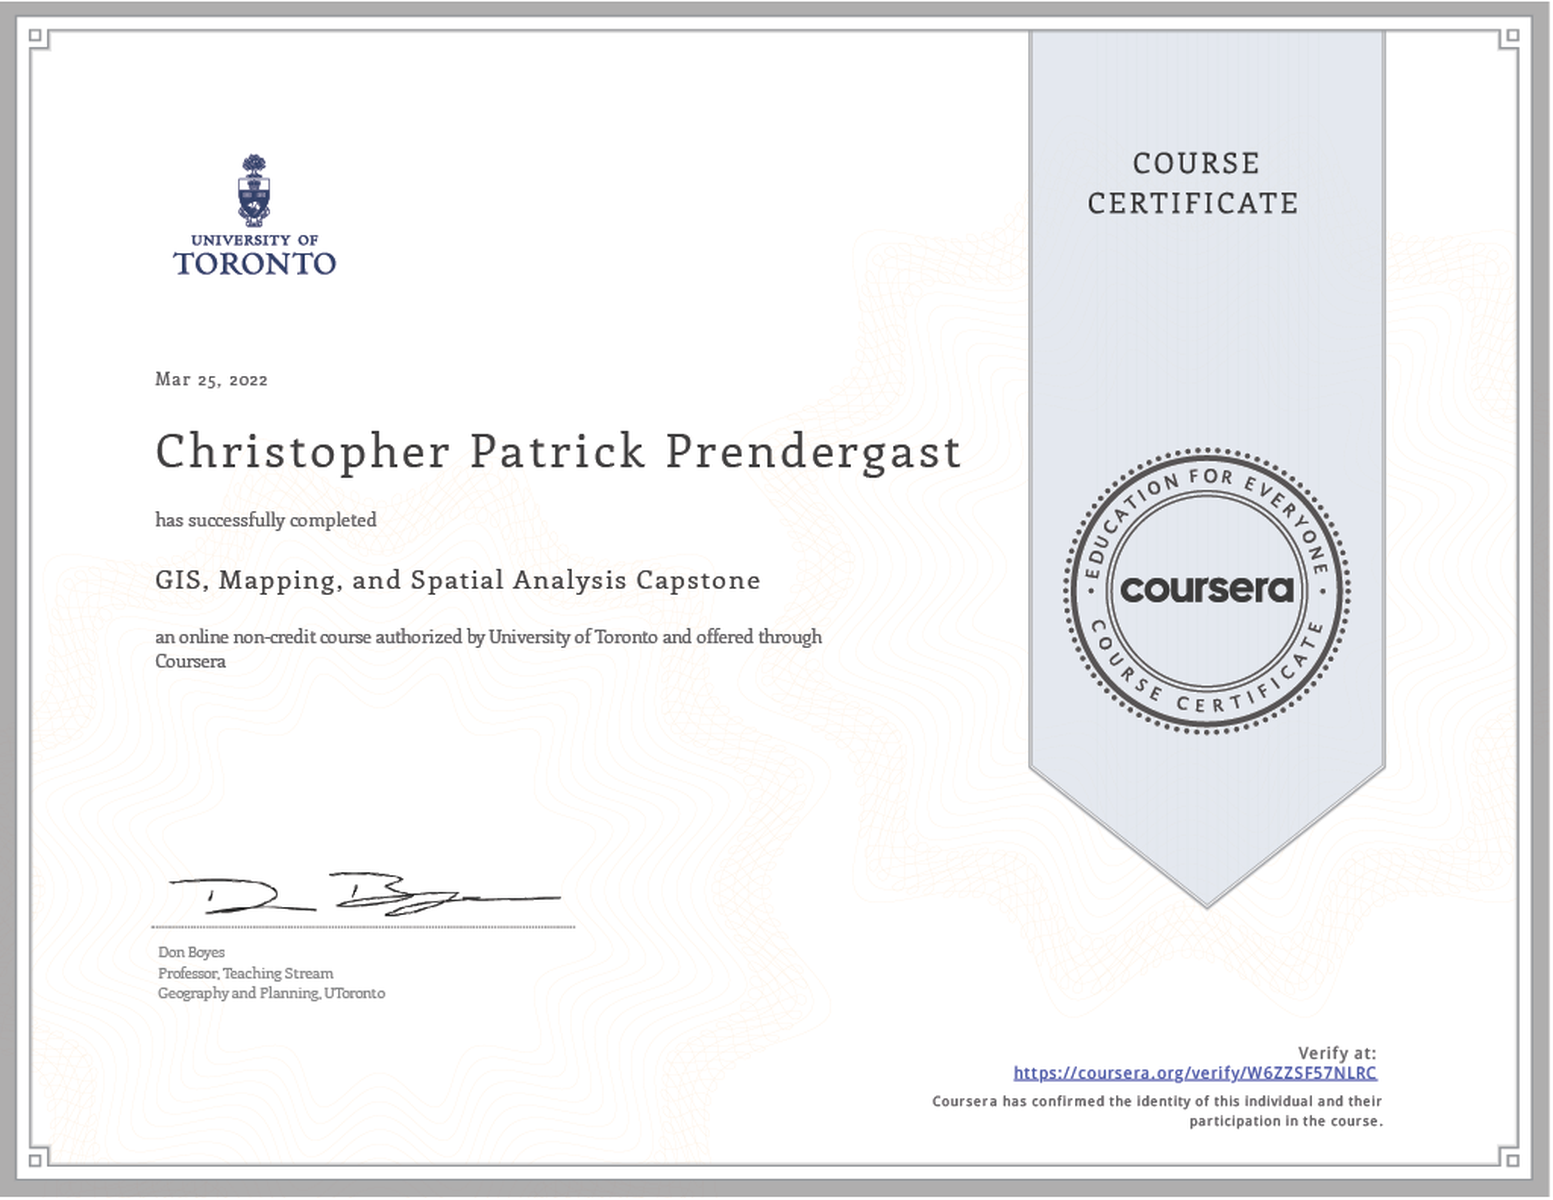 UNIVERSITY OF
TORONTO
COURSE
CERTIFICATE
Mar 25, 2022
Christopher Patrick Prendergast
has successfully completed
GIS, Mapping, and Spatial Analysis Capstone
an online non-credit course authorized by University of Toronto and offered through
Coursera
EDUCATION FOR EVERYONE
coursera
COURSE CERTIFICATE
Don Boyes
Professor, Teaching Stream
Geography and Planning, UToronto
Verify at:
https://coursera.org/verify/W6ZZSF57NLRC
Coursera has confirmed the identity of this individual and their
participation in the course.